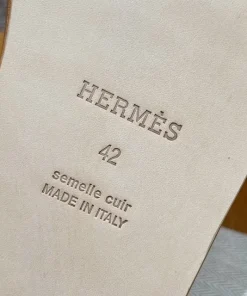 HERMÈS
42
semelle cuir
MADE IN ITALY